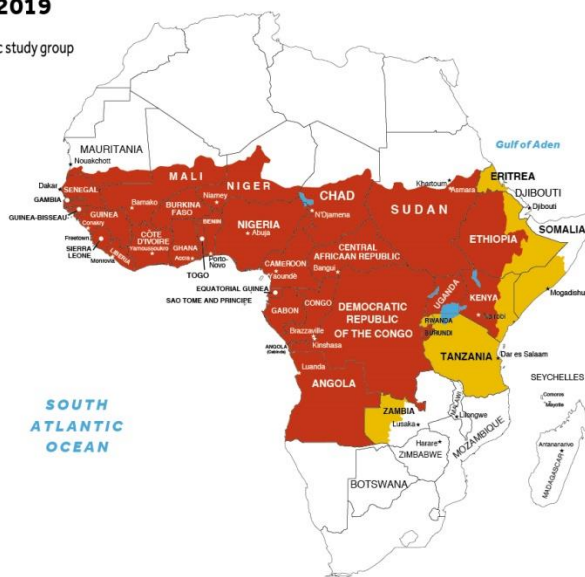 2019
c study group
MAURITANIA
Nouakchott
Gulf of Aden
MALI
NIGER
CHAD
SUDAN
Khartoum
ERITREA
Asmara
DJIBOUTI
Djibouti
Dakar
SENEGAL
GAMBIA
GUINEA-BISSAU
GUINEA
Conakry
Bamako
BURKINA
FASO
Niamey
BENIN
NIGERIA
Abuja
N'Djamena
ETHIOPIA
SOMALIA
Freetown
SIERRA
LEONE
Monrovia
LIBERIA
CÔTE
D'IVOIRE
Yamoussoukro
GHANA
Accra
Porto-
Novo
TOGO
CENTRAL
AFRICAAN REPUBLIC
CAMEROON
Yaoundé
Bangui
EQUATORIAL GUINEA
SAO TOME AND PRINCIPE
GABON
CONGO
DEMOCRATIC
REPUBLIC
OF THE CONGO
UGANDA
KENYA
Mogadishu
RWANDA
BURUNDI
Brazzaville
Kinshasa
ANGOLA
(Cabinda)
TANZANIA
Dar es Salaam
Luanda
ANGOLA
SEYCHELLES
Comoros
Mayotte
ZAMBIA
Lusaka
MALAWI
Lilongwe
SOUTH
ATLANTIC
OCEAN
Harare
ZIMBABWE
MOZAMBIQUE
Antananarivo
MADAGASCAR
BOTSWANA